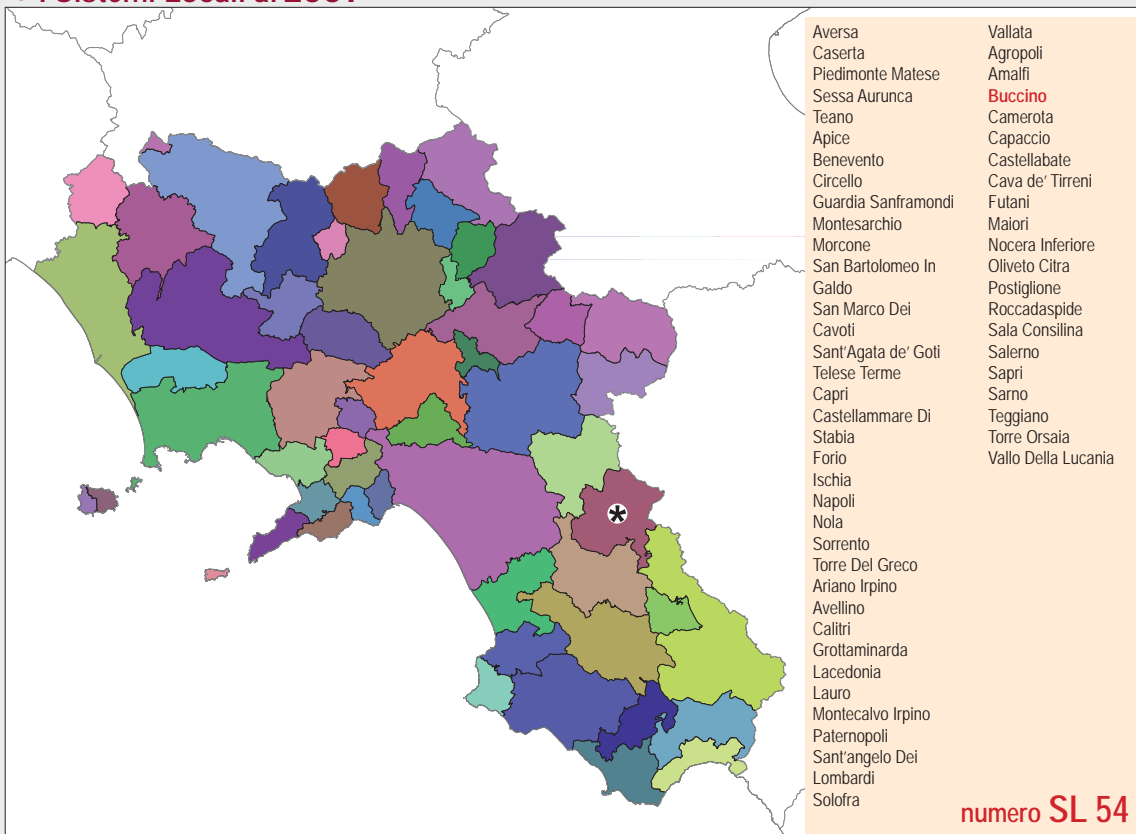 Aversa
Caserta
Piedimonte Matese
Sessa Aurunca
Teano
Apice
Benevento
Circello
Guardia Sanframondi
Montesarchio
Morcone
San Bartolomeo In
Galdo
San Marco Dei
Cavoti
Sant'Agata de' Goti
Telese Terme
Capri
Castellammare Di
Stabia
Forio
Ischia
Napoli
Nola
Sorrento
Torre Del Greco
Ariano Irpino
Avellino
Calitri
Grottaminarda
Lacedonia
Lauro
Montecalvo Irpino
Paternopoli
Sant'angelo Dei
Lombardi
Solofra
Vallata
Agropoli
Amalfi
Buccino
Camerota
Capaccio
Castellabate
Cava de' Tirreni
Futani
Maiori
Nocera Inferiore
Oliveto Citra
Postiglione
Roccadaspide
Sala Consilina
Salerno
Sapri
Sarno
Teggiano
Torre Orsaia
Vallo Della Lucania
*
numero SL 54